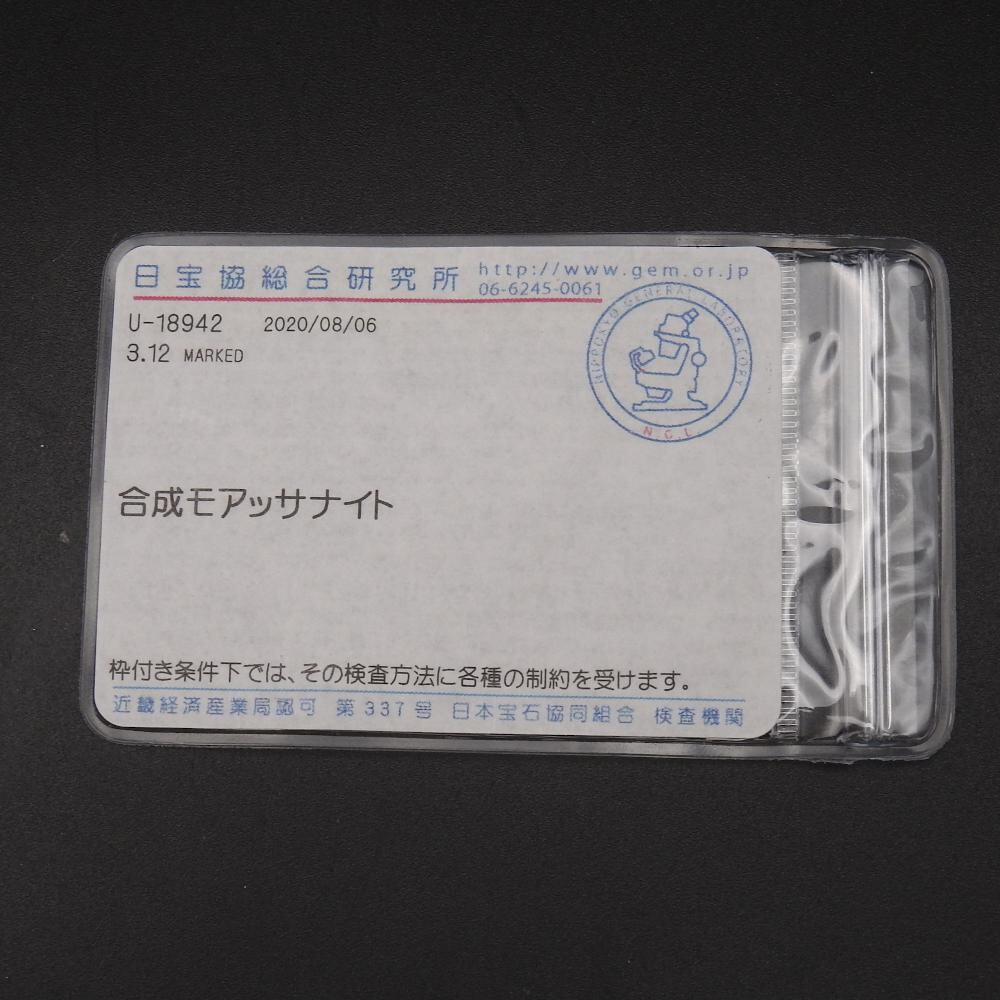 日宝協総合研究所
http://www.gem.or.jp
06-6245-0061
U-18942 2020/08/06
3.12 MARKED
NIPPOKYO GENERAL LABORATORY
N.G.L.
合成モアッサナイト
枠付き条件下では、その検査方法に各種の制約を受けます。
近畿経済産業局認可 第337号 日本宝石協同組合 検査機関